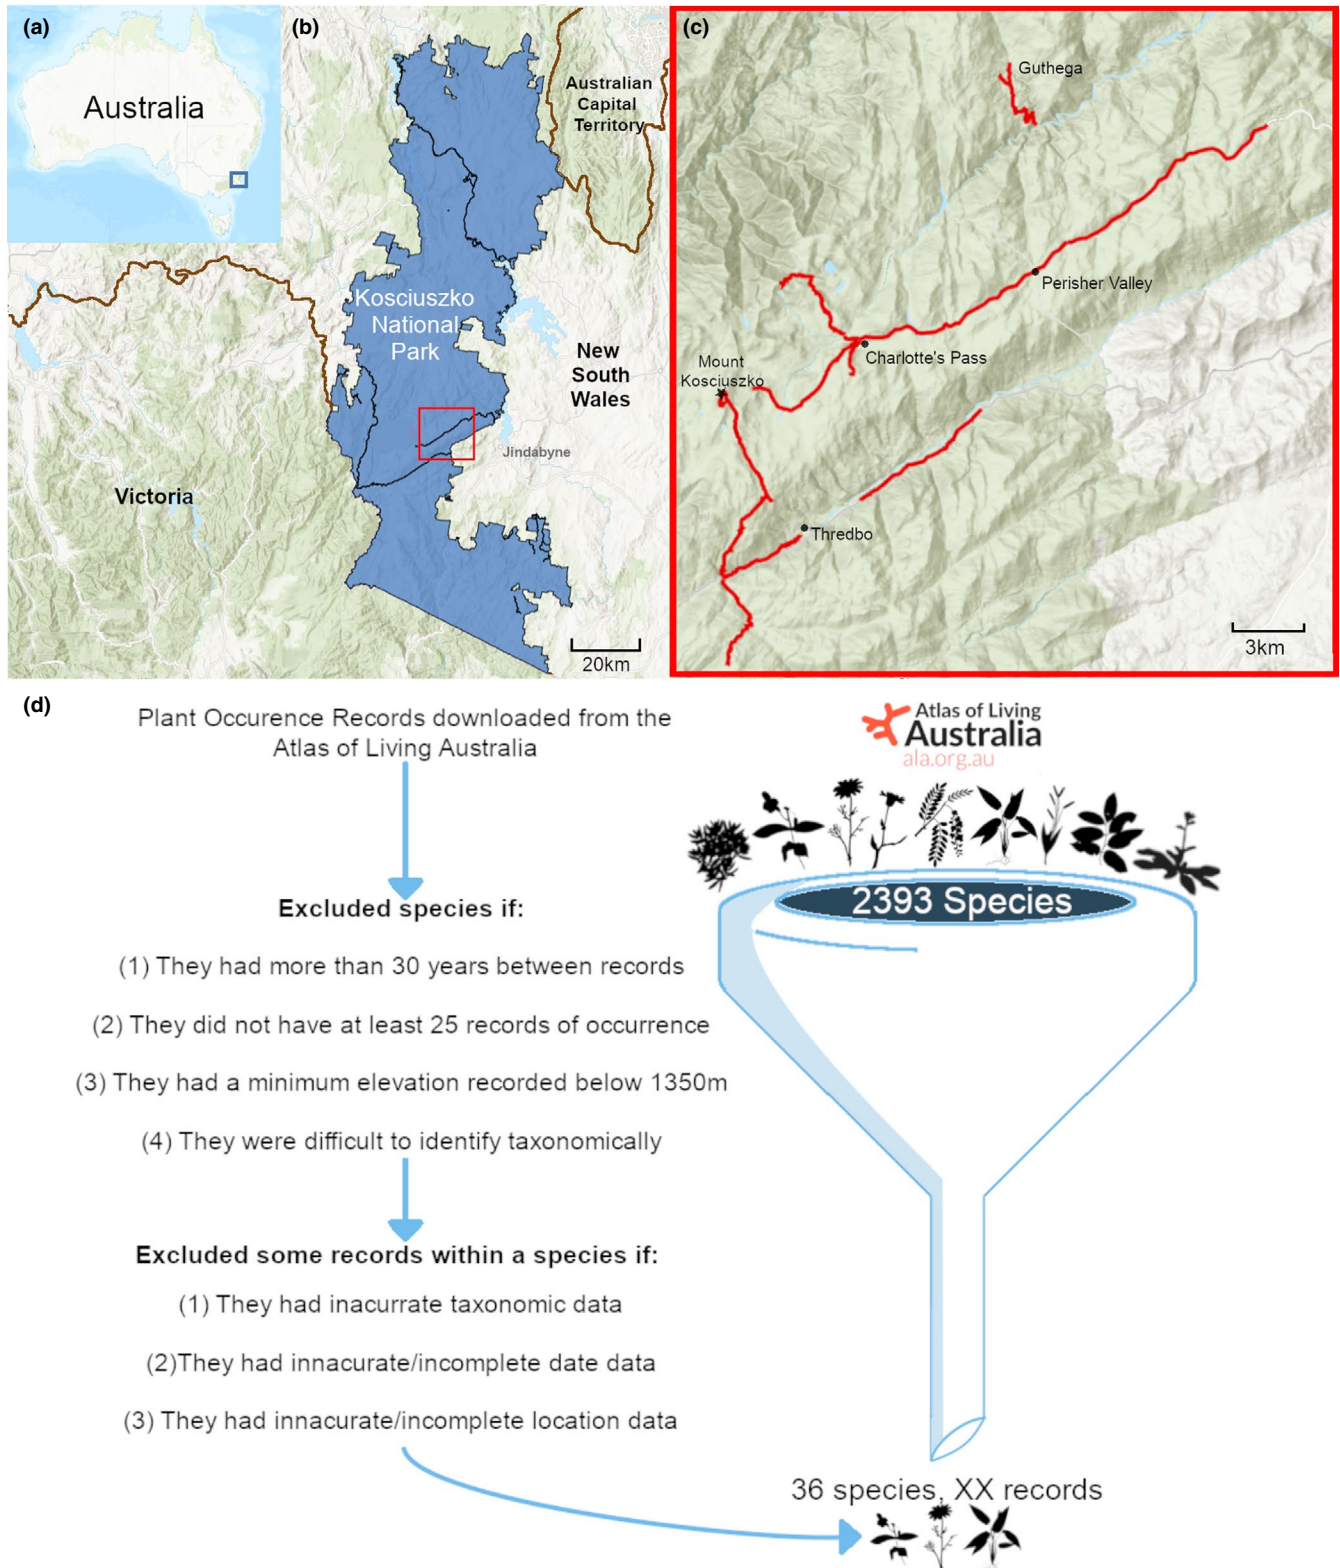 (a)
Australia
(b)
Australian
Capital
Territory
Kosciuszko
National
Park
New
South
Wales
Jindabyne
Victoria
20km
(c)
Guthega
Perisher Valley
Charlotte's Pass
Mount
Kosciuszko
Thredbo
3km
(d)
Plant Occurence Records downloaded from the
Atlas of Living Australia
Excluded species if:
(1) They had more than 30 years between records
(2) They did not have at least 25 records of occurrence
(3) They had a minimum elevation recorded below 1350m
(4) They were difficult to identify taxonomically
Excluded some records within a species if:
(1) They had inacurrate taxonomic data
(2)They had innacurate/incomplete date data
(3) They had innacurate/incomplete location data
Atlas of Living
Australia
ala.org.au
2393 Species
36 species, XX records